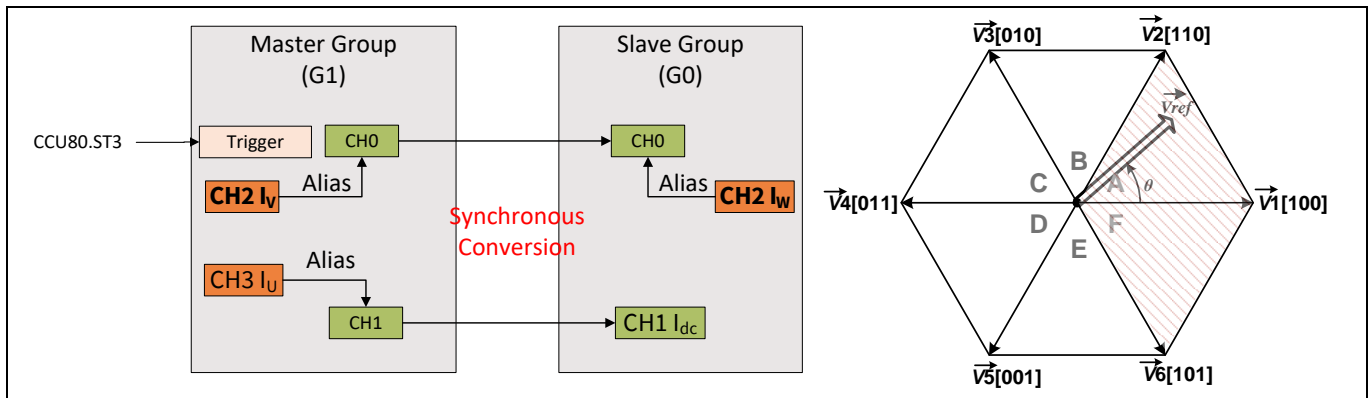 Master Group
(G1)
Slave Group
(G0)
CCU80.ST3
Trigger
CH0
CH0
Alias
CH2 IV
Alias
CH2 IW
Synchronous
Conversion
Alias
CH3 IU
CH1
CH1 Idc
V3[010]
V2[110]
Vref
B
C
A
θ
V4[011]
V1[100]
D
F
E
V5[001]
V6[101]